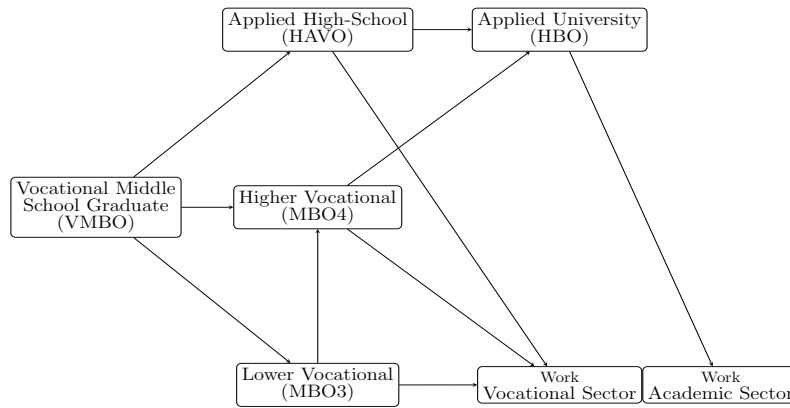 Applied High-School
(HAVO)
Applied University
(HBO)
Vocational Middle
School Graduate
(VMBO)
Higher Vocational
(MBO4)
Lower Vocational
(MBO3)
Work
Vocational Sector
Work
Academic Sector